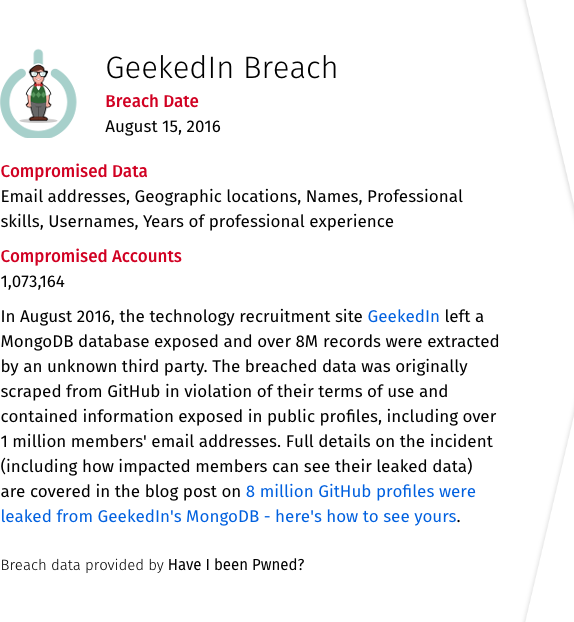 GeekedIn Breach
Breach Date
August 15, 2016
Compromised Data
Email addresses, Geographic locations, Names, Professional
skills, Usernames, Years of professional experience
Compromised Accounts
1,073,164
In August 2016, the technology recruitment site GeekedIn left a
MongoDB database exposed and over 8M records were extracted
by an unknown third party. The breached data was originally
scraped from GitHub in violation of their terms of use and
contained information exposed in public profiles, including over
1 million members' email addresses. Full details on the incident
(including how impacted members can see their leaked data)
are covered in the blog post on 8 million GitHub profiles were
leaked from GeekedIn's MongoDB - here's how to see yours.
Breach data provided by Have I been Pwned?